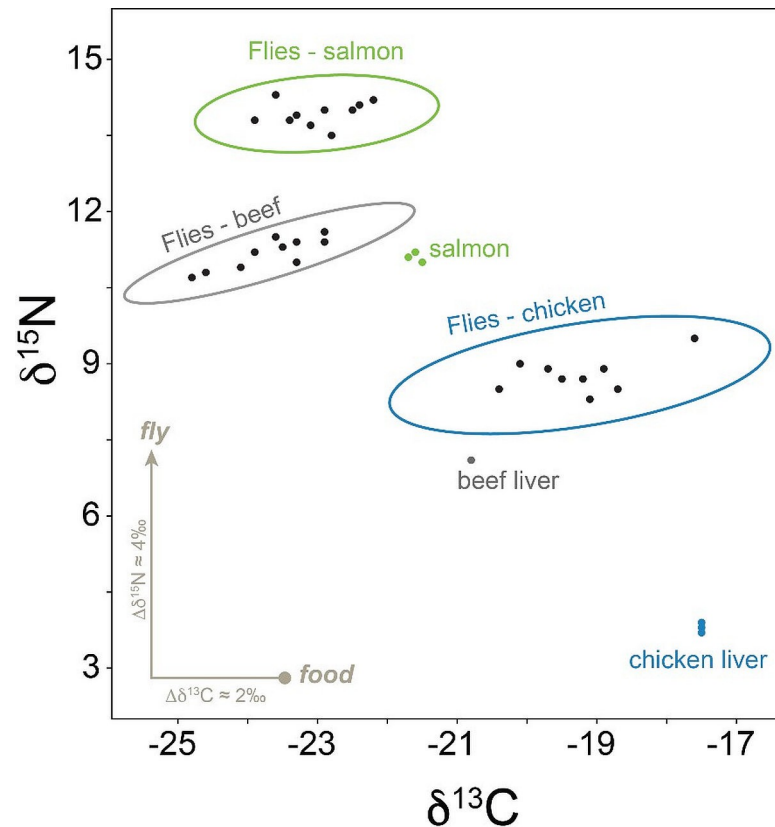 15
Flies - salmon
12
Flies - beef
salmon
Flies - chicken
9
δ¹⁵N
fly
beef liver
6
Δδ¹⁵N ≈ 4‰
3
food
chicken liver
Δδ¹³C ≈ 2‰
-25 -23 -21 -19 -17
δ¹³C